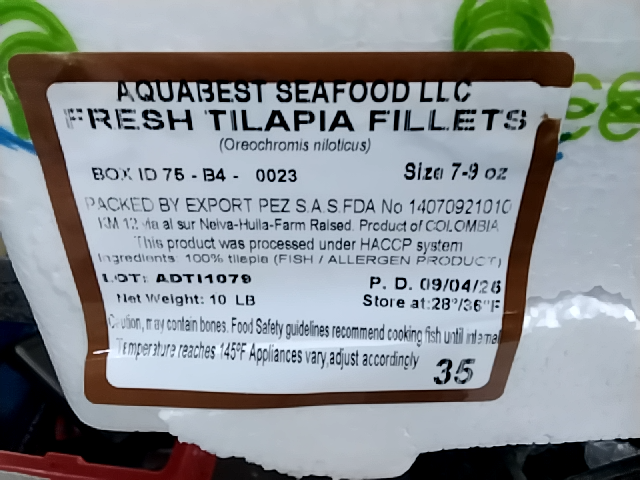 AQUABEST SEAFOOD LLC
FRESH TILAPIA FILLETS
(Oreochromis niloticus)
BOX ID 75 - B4 - 0023 Size 7-9 oz
PACKED BY EXPORT PEZ S.A.S.FDA No 14070921010
KM 12 via al sur Neiva-Huila-Farm Raised. Product of COLOMBIA
This product was processed under HACCP system
Ingredients: 100% tilapia (FISH / ALLERGEN PRODUCT)
LOT: ADTI1079 P. D. 09/04/26
Net Weight: 10 LB Store at:28°/36°F
Caution, may contain bones. Food Safety guidelines recommend cooking fish until internal
Temperature reaches 145°F Appliances vary,adjust accordingly
35